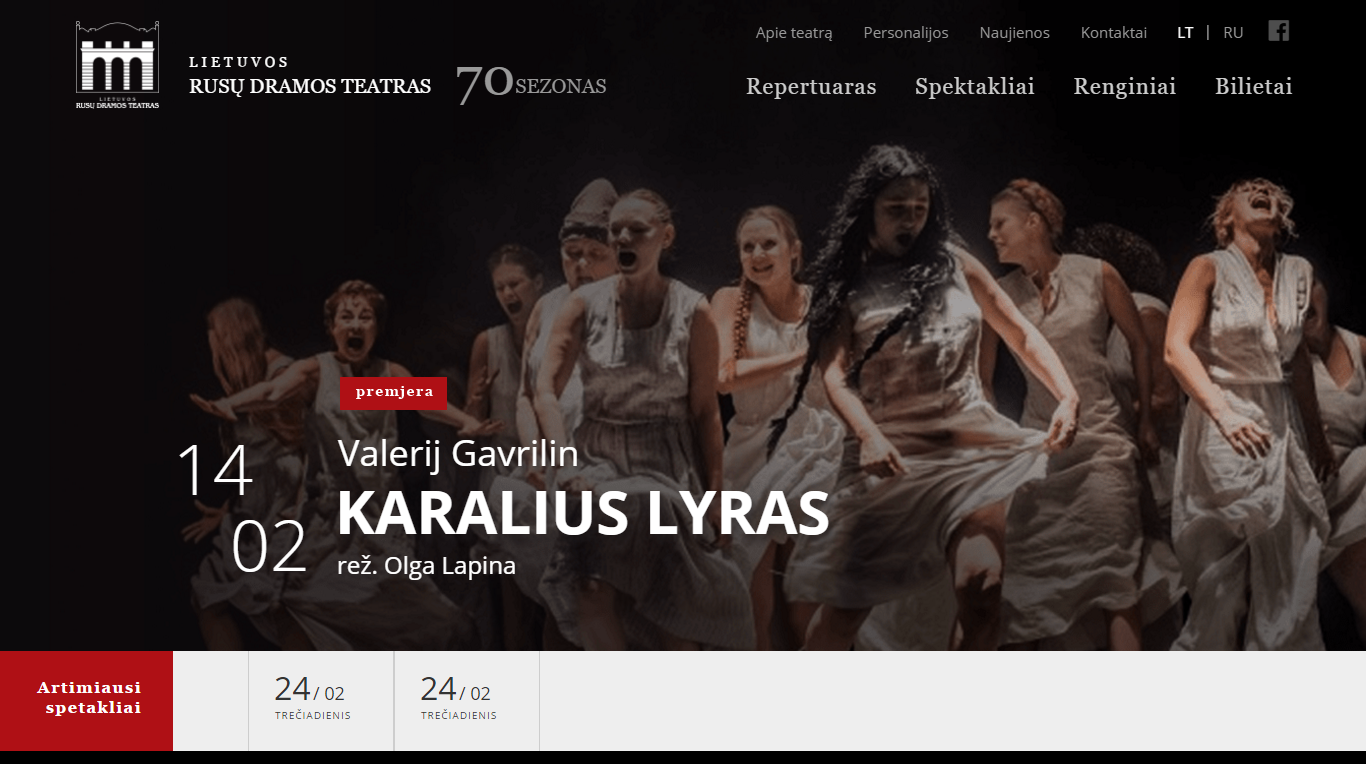 LIETUVOS
RUSŲ DRAMOS TEATRAS
LIETUVOS
RUSŲ DRAMOS TEATRAS
70 SEZONAS
Apie teatrą Personalijos Naujienos Kontaktai LT | RU
Repertuaras Spektakliai Renginiai Bilietai
premjera
14
02
Valerij Gavrilin
KARALIUS LYRAS
rež. Olga Lapina
Artimiausi
spetakliai
24 / 02
TREČIADIENIS
24 / 02
TREČIADIENIS